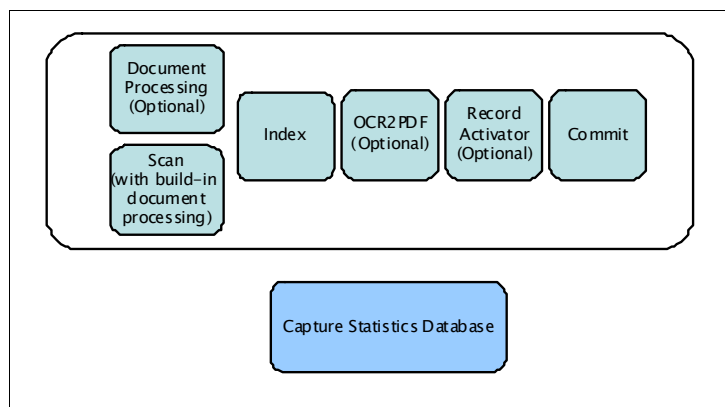 Document
Processing
(Optional)
Scan
(with build-in
document
processing)
Index
OCR2PDF
(Optional)
Record
Activator
(Optional)
Commit
Capture Statistics Database